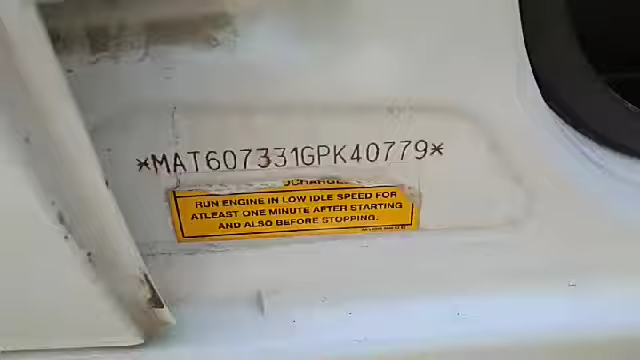 *MAT607331GPK40779*
RUN ENGINE IN LOW IDLE SPEED FOR
ATLEAST ONE MINUTE AFTER STARTING
AND ALSO BEFORE STOPPING.